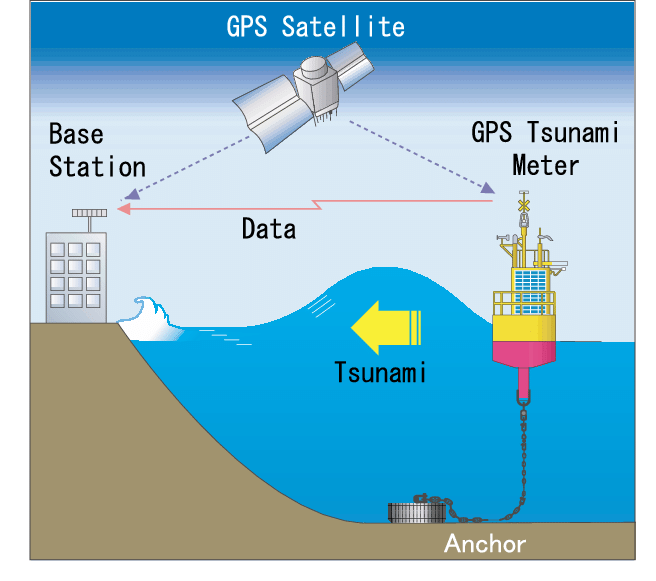 GPS Satellite
Base
Station
GPS Tsunami
Meter
Data
Tsunami
Anchor